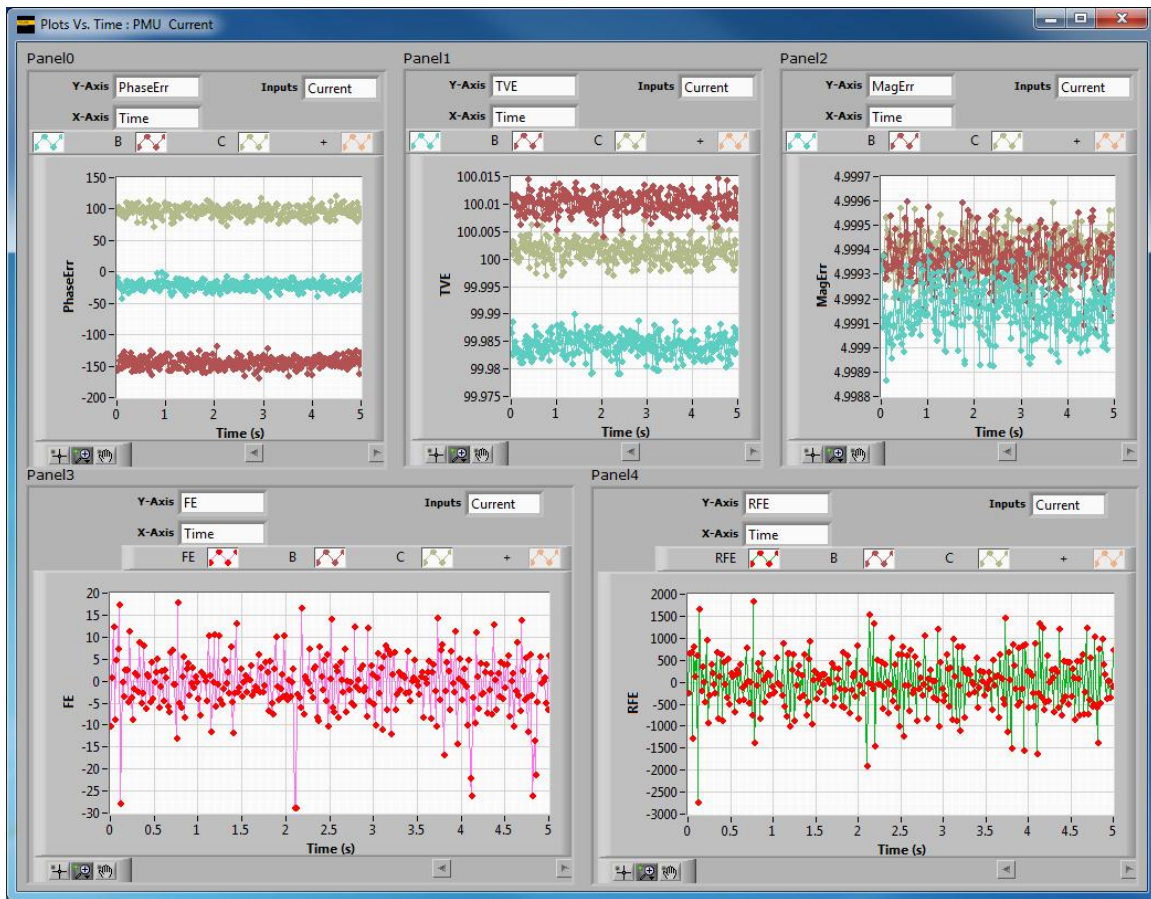 Plots Vs. Time : PMU Current
Panel0
Y-Axis PhaseErr Inputs Current
X-Axis Time
B C +
150
100
50
0
-50
-100
-150
-200
PhaseErr
0 1 2 3 4 5
Time (s)
Panel1
Y-Axis TVE Inputs Current
X-Axis Time
B C +
100.015
100.01
100.005
100
99.995
99.99
99.985
99.98
99.975
TVE
0 1 2 3 4 5
Time (s)
Panel2
Y-Axis MagErr Inputs Current
X-Axis Time
B C +
4.9997
4.9996
4.9995
4.9994
4.9993
4.9992
4.9991
4.999
4.9989
4.9988
MagErr
0 1 2 3 4 5
Time (s)
Panel3
Y-Axis FE Inputs Current
X-Axis Time
FE B C +
20
15
10
5
0
-5
-10
-15
-20
-25
-30
FE
0 0.5 1 1.5 2 2.5 3 3.5 4 4.5 5
Time (s)
Panel4
Y-Axis RFE Inputs Current
X-Axis Time
RFE B C +
2000
1500
1000
500
0
-500
-1000
-1500
-2000
-2500
-3000
RFE
0 0.5 1 1.5 2 2.5 3 3.5 4 4.5 5
Time (s)